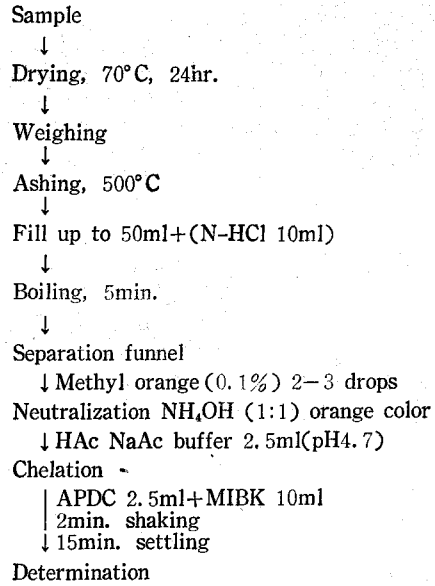 Sample
↓
Drying, 70°C, 24hr.
↓
Weighing
↓
Ashing, 500°C
↓
Fill up to 50ml+(N-HCl 10ml)
↓
Boiling, 5min.
↓
Separation funnel
↓ Methyl orange (0.1%) 2-3 drops
Neutralization NH₄OH (1:1) orange color
↓ HAc NaAc buffer 2.5ml(pH4.7)
Chelation
APDC 2.5ml+MIBK 10ml
2min. shaking
↓ 15min. settling
Determination